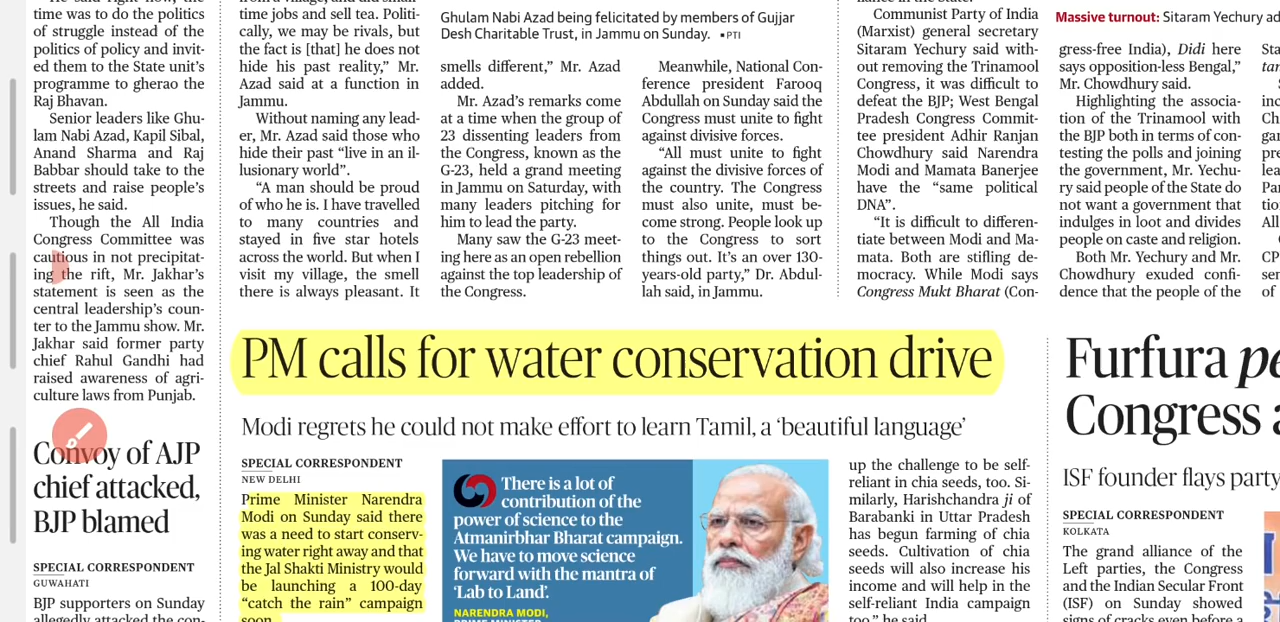 time was to do the politics
of struggle instead of the
politics of policy and invit-
ed them to the State unit's
programme to gherao the
Raj Bhavan.
Senior leaders like Ghu-
lam Nabi Azad, Kapil Sibal,
Anand Sharma and Raj
Babbar should take to the
streets and raise people's
issues, he said.
Though the All India
Congress Committee was
cautious in not precipitat-
ing the rift, Mr. Jakhar's
statement is seen as the
central leadership's coun-
ter to the Jammu show. Mr.
Jakhar said former party
chief Rahul Gandhi had
raised awareness of agri-
culture laws from Punjab.
Convoy of AJP
chief attacked,
BJP blamed
SPECIAL CORRESPONDENT
GUWAHATI
BJP supporters on Sunday
allegedly attacked the con-
time jobs and sell tea. Politi-
cally, we may be rivals, but
the fact is [that] he does not
hide his past reality," Mr.
Azad said at a function in
Jammu.
Without naming any lead-
er, Mr. Azad said those who
hide their past "live in an il-
lusionary world".
"A man should be proud
of who he is. I have travelled
to many countries and
stayed in five star hotels
across the world. But when I
visit my village, the smell
there is always pleasant. It
Ghulam Nabi Azad being felicitated by members of Gujjar
Desh Charitable Trust, in Jammu on Sunday. ▪PTI
smells different," Mr. Azad
added.
Mr. Azad's remarks come
at a time when the group of
23 dissenting leaders from
the Congress, known as the
G-23, held a grand meeting
in Jammu on Saturday, with
many leaders pitching for
him to lead the party.
Many saw the G-23 meet-
ing here as an open rebellion
against the top leadership of
the Congress.
Meanwhile, National Con-
ference president Farooq
Abdullah on Sunday said the
Congress must unite to fight
against divisive forces.
"All must unite to fight
against the divisive forces of
the country. The Congress
must also unite, must be-
come strong. People look up
to the Congress to sort
things out. It's an over 130-
years-old party," Dr. Abdul-
lah said, in Jammu.
Communist Party of India
(Marxist) general secretary
Sitaram Yechury said with-
out removing the Trinamool
Congress, it was difficult to
defeat the BJP; West Bengal
Pradesh Congress Commit-
tee president Adhir Ranjan
Chowdhury said Narendra
Modi and Mamata Banerjee
have the "same political
DNA".
"It is difficult to differen-
tiate between Modi and Ma-
mata. Both are stifling de-
mocracy. While Modi says
Congress Mukt Bharat (Con-
Massive turnout: Sitaram Yechury ad
gress-free India), Didi here
says opposition-less Bengal,"
Mr. Chowdhury said.
Highlighting the associa-
tion of the Trinamool with
the BJP both in terms of con-
testing the polls and joining
the government, Mr. Yechu-
ry said people of the State do
not want a government that
indulges in loot and divides
people on caste and religion.
Both Mr. Yechury and Mr.
Chowdhury exuded confi-
dence that the people of the
PM calls for water conservation drive
Modi regrets he could not make effort to learn Tamil, a 'beautiful language'
SPECIAL CORRESPONDENT
NEW DELHI
Prime Minister Narendra
Modi on Sunday said there
was a need to start conserv-
ing water right away and that
the Jal Shakti Ministry would
be launching a 100-day
"catch the rain" campaign
soon.
There is a lot of
contribution of the
power of science to the
Atmanirbhar Bharat campaign.
We have to move science
forward with the mantra of
'Lab to Land'.
NARENDRA MODI,
PRIME MINISTER
up the challenge to be self-
reliant in chia seeds, too. Si-
milarly, Harishchandra ji of
Barabanki in Uttar Pradesh
has begun farming of chia
seeds. Cultivation of chia
seeds will also increase his
income and will help in the
self-reliant India campaign
too," he said.
Furfura pe
Congress a
ISF founder flays party
SPECIAL CORRESPONDENT
KOLKATA
The grand alliance of the
Left parties, the Congress
and the Indian Secular Front
(ISF) on Sunday showed
signs of cracks even before a